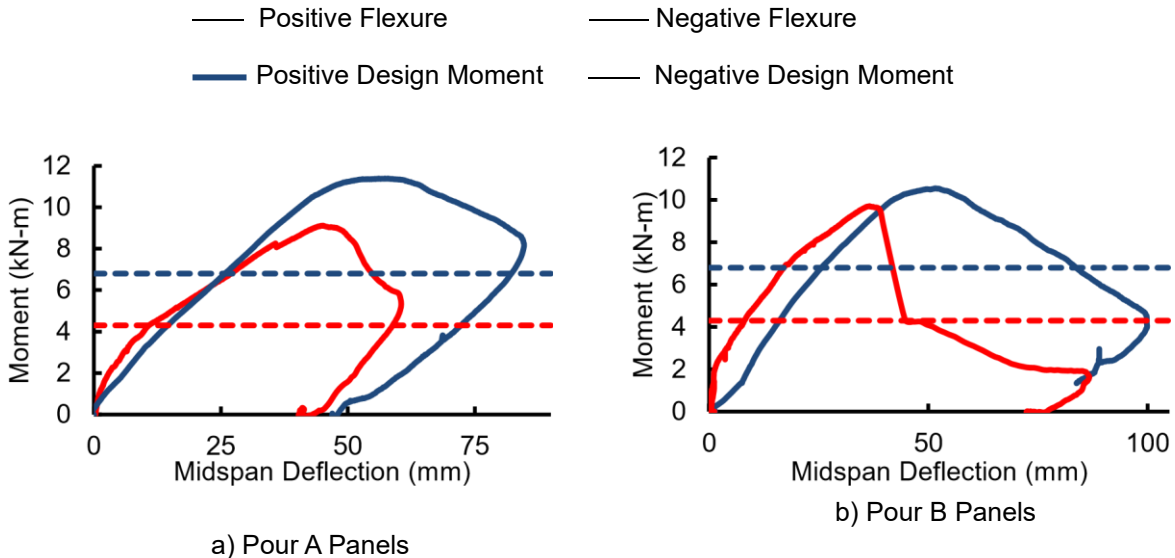 Positive Flexure Negative Flexure
Positive Design Moment Negative Design Moment
12
10
8
6
4
2
0
0 25 50 75
Moment (kN-m)
Midspan Deflection (mm)
a) Pour A Panels
12
10
8
6
4
2
0
0 50 100
Moment (kN-m)
Midspan Deflection (mm)
b) Pour B Panels